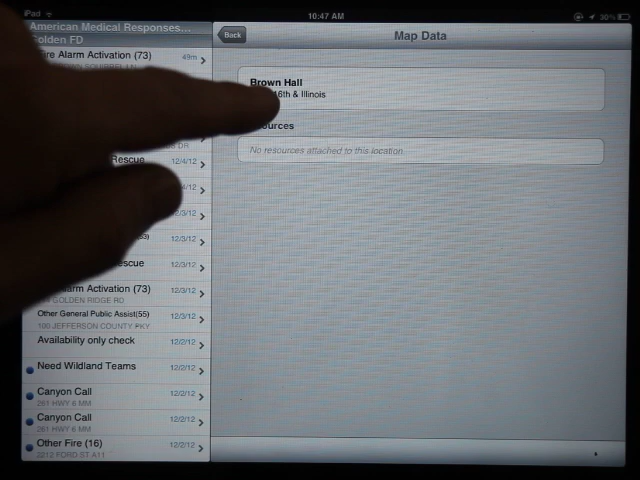 iPad
10:47 AM
30%
American Medical Responses...
Golden FD
Back
Map Data
Fire Alarm Activation (73)
49m
Brown Hall
16th & Illinois
No resources attached to this location
DR
Rescue
12/4/12
12/3/12
12/3/12
Rescue
12/3/12
Alarm Activation (73)
12/3/12
GOLDEN RIDGE RD
Other General Public Assist(55)
12/3/12
100 JEFFERSON COUNTY PKY
Availability only check
12/2/12
Need Wildland Teams
12/2/12
Canyon Call
12/2/12
261 HWY 6 MM
Canyon Call
12/2/12
261 HWY 6 MM
Other Fire (16)
12/2/12
2212 FORD ST A11